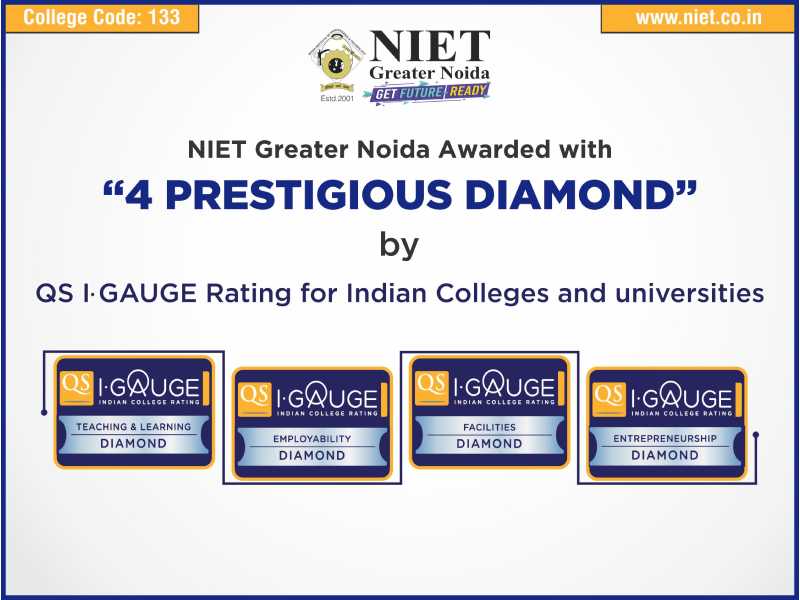 College Code: 133
www.niet.co.in
NIET
Greater Noida
Estd.2001
GET FUTURE READY
NIET Greater Noida Awarded with
“4 PRESTIGIOUS DIAMOND”
by
QS I·GAUGE Rating for Indian Colleges and universities
QS I·GAUGE
INDIAN COLLEGE RATING
TEACHING & LEARNING
DIAMOND
QS I·GAUGE
INDIAN COLLEGE RATING
EMPLOYABILITY
DIAMOND
QS I·GAUGE
INDIAN COLLEGE RATING
FACILITIES
DIAMOND
QS I·GAUGE
INDIAN COLLEGE RATING
ENTREPRENEURSHIP
DIAMOND